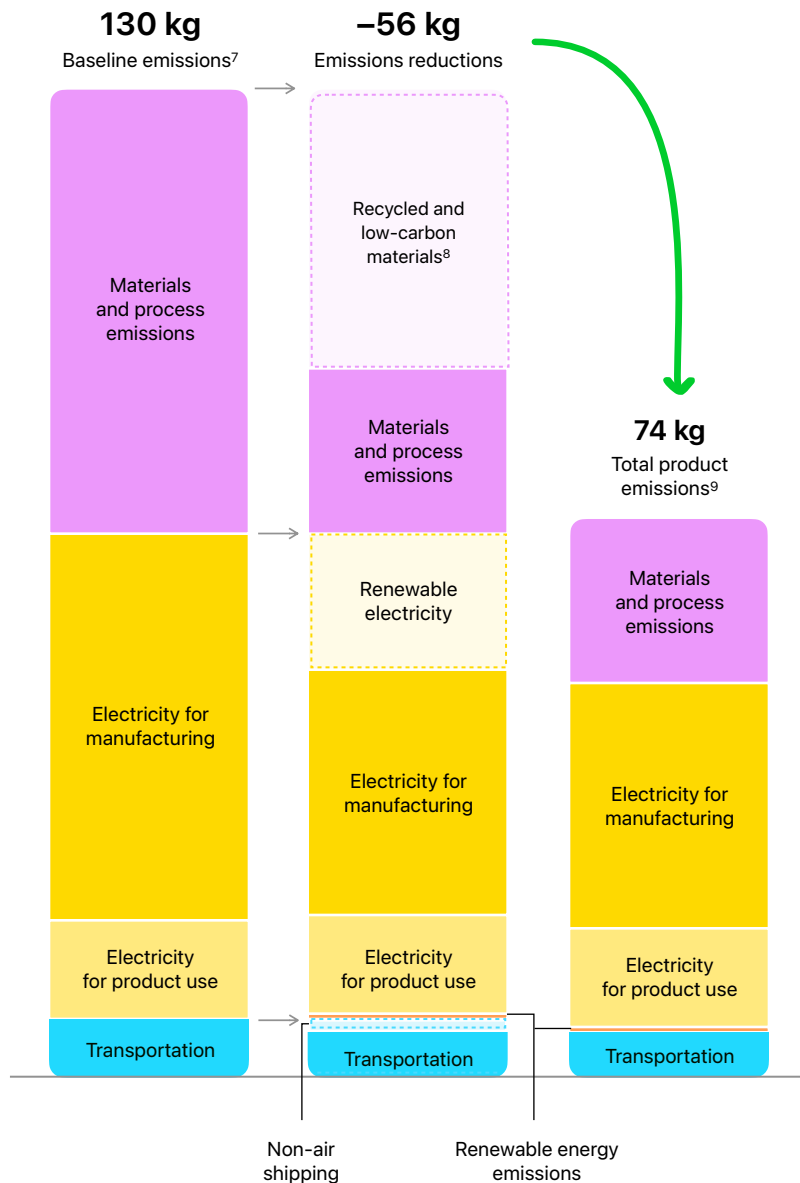 130 kg
Baseline emissions⁷
Materials
and process
emissions
Electricity for
manufacturing
Electricity
for product use
Transportation
–56 kg
Emissions reductions
Recycled and
low-carbon
materials⁸
Materials
and process
emissions
Renewable
electricity
Electricity for
manufacturing
Electricity
for product use
Transportation
Non-air
shipping
Renewable energy
emissions
74 kg
Total product
emissions⁹
Materials
and process
emissions
Electricity for
manufacturing
Electricity
for product use
Transportation